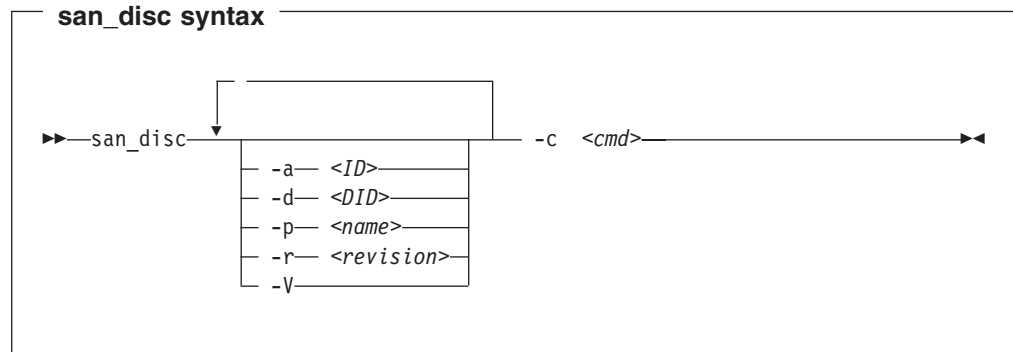 san_disc syntax
san_disc -c <cmd>
-a <ID>
-d <DID>
-p <name>
-r <revision>
-V